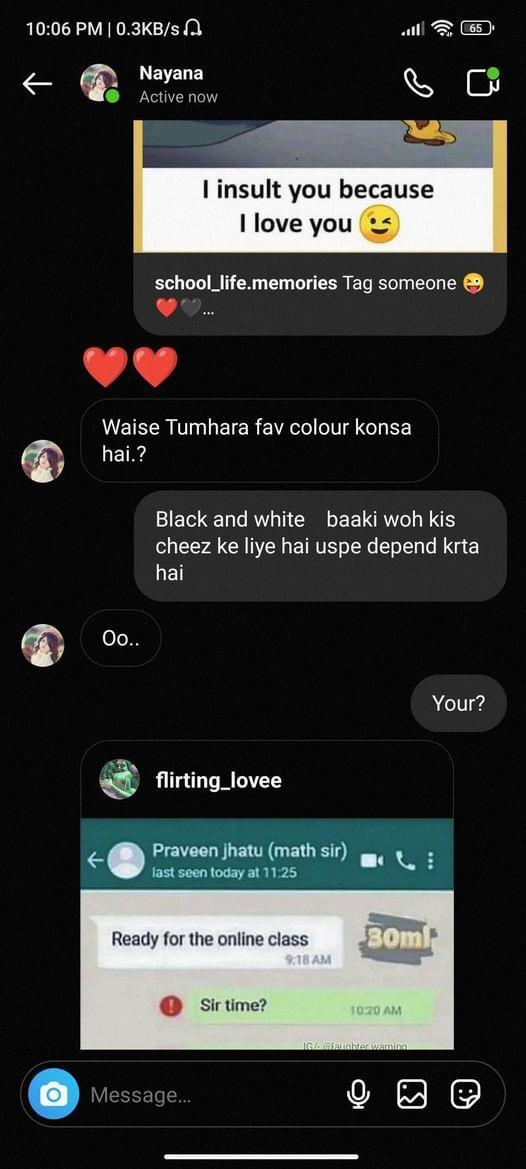 10:06 PM | 0.3KB/s
65
Nayana
Active now
I insult you because
I love you 😉
school_life.memories Tag someone 😜
❤️🖤...
❤️❤️
Waise Tumhara fav colour konsa
hai.?
Black and white baaki woh kis
cheez ke liye hai uspe depend krta
hai
Oo..
Your?
flirting_lovee
Praveen jhatu (math sir)
last seen today at 11:25
Ready for the online class
9:18 AM
30ml
Sir time?
10:20 AM
IG/- @laughter.warning
Message...